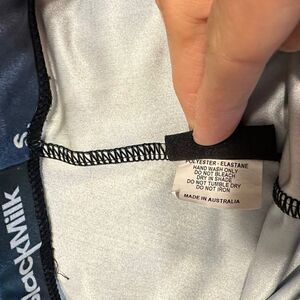 POLYESTER - ELASTANE
HAND WASH ONLY
DO NOT BLEACH
DRY IN SHADE
DO NOT TUMBLE DRY
DO NOT IRON
MADE IN AUSTRALIA
S
lackMilk